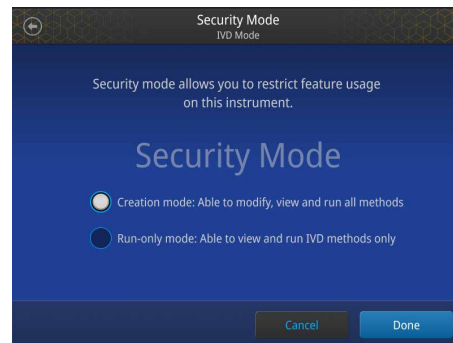 Security Mode
IVD Mode
Security mode allows you to restrict feature usage
on this instrument.
Security Mode
Creation mode: Able to modify, view and run all methods
Run-only mode: Able to view and run IVD methods only
Cancel
Done